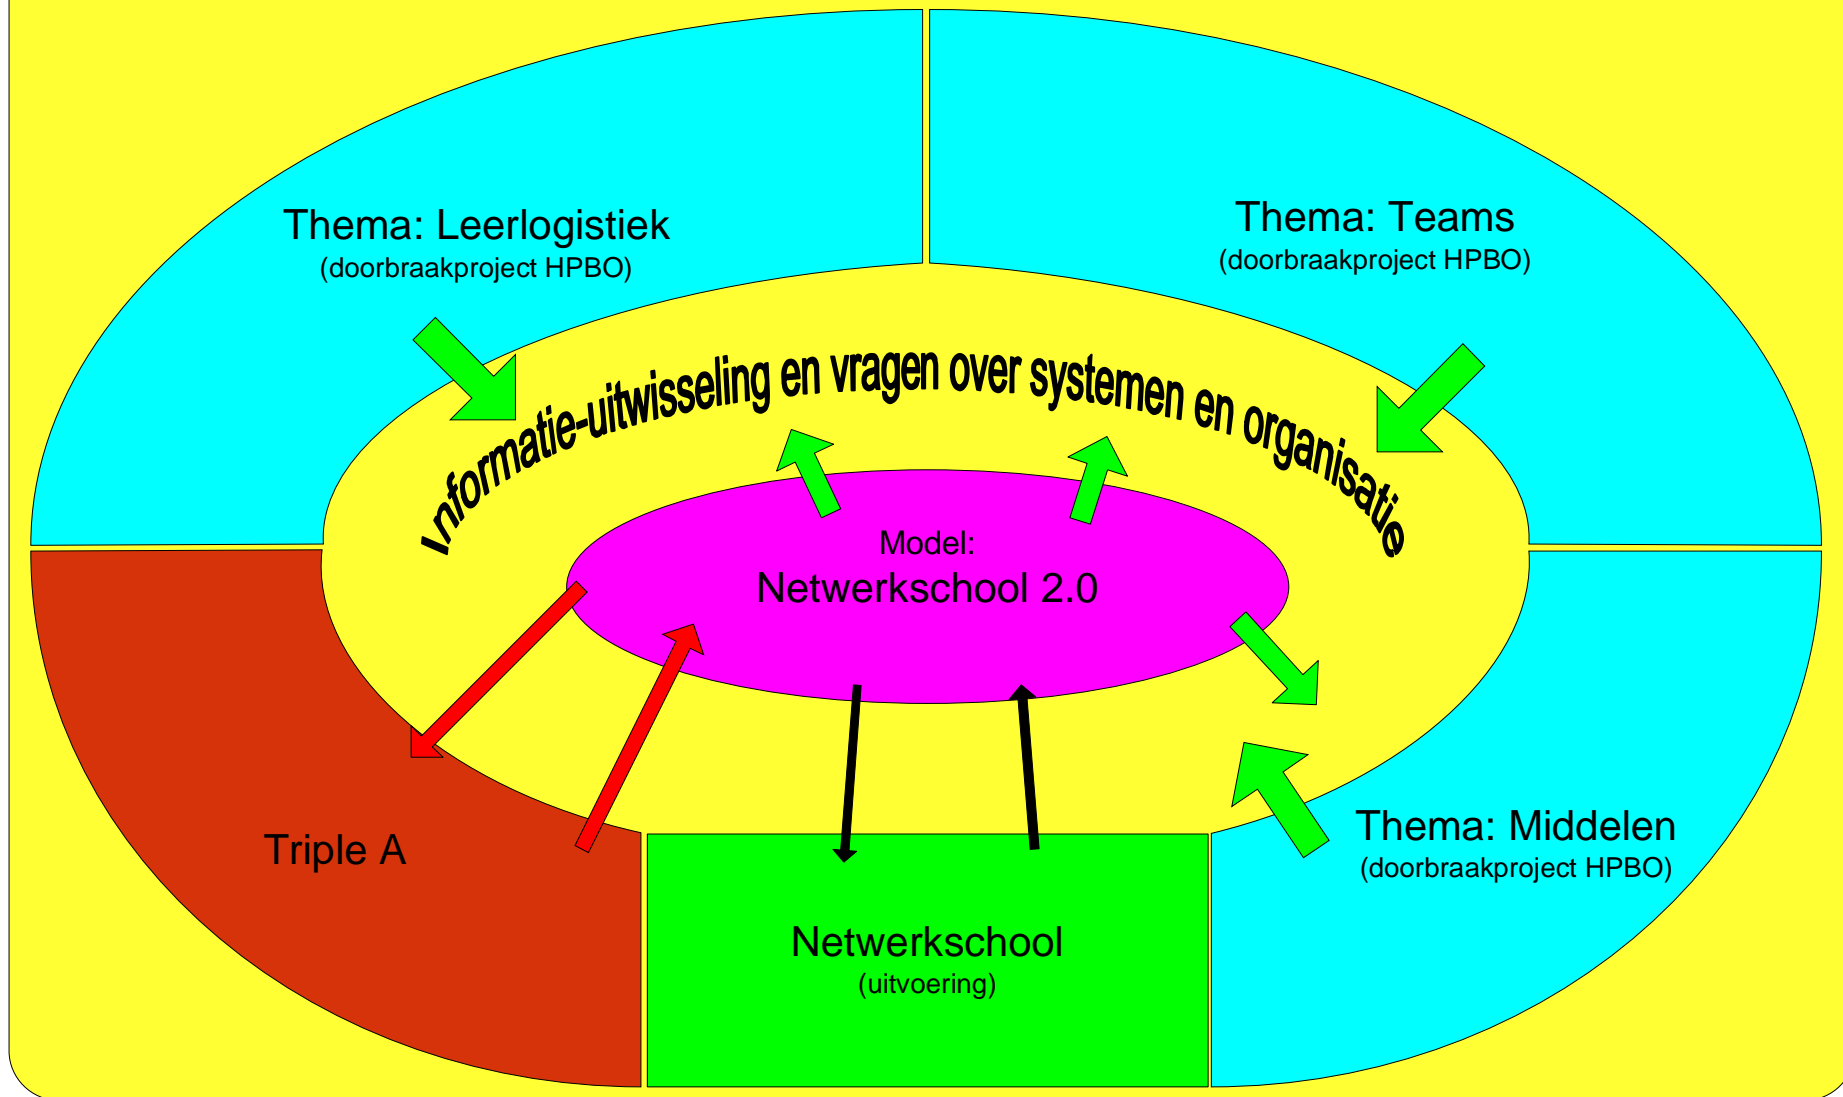 Thema: Leerlogistiek
(doorbraakproject HPBO)
Thema: Teams
(doorbraakproject HPBO)
Informatie-uitwisseling en vragen over systemen en organisatie
Model:
Netwerkschool 2.0
Triple A
Thema: Middelen
(doorbraakproject HPBO)
Netwerkschool
(uitvoering)